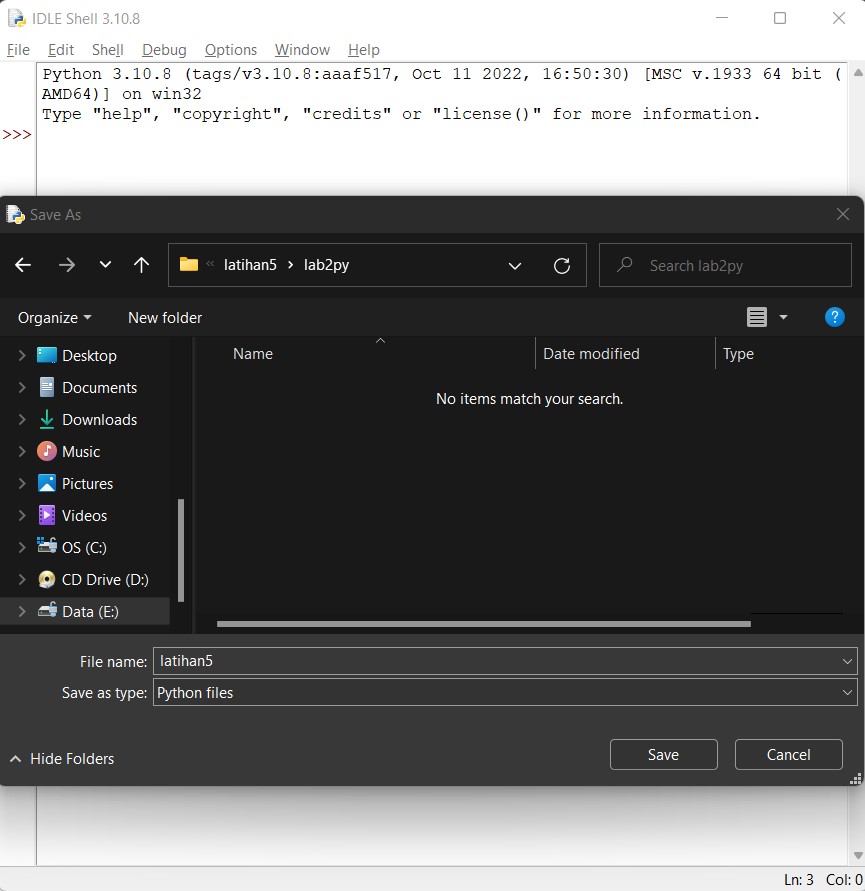 IDLE Shell 3.10.8
File Edit Shell Debug Options Window Help
Python 3.10.8 (tags/v3.10.8:aaaf517, Oct 11 2022, 16:50:30) [MSC v.1933 64 bit (
AMD64)] on win32
Type "help", "copyright", "credits" or "license()" for more information.
>>>
Save As
« latihan5 › lab2py
Search lab2py
Organize New folder
?
Name Date modified Type
No items match your search.
Desktop
Documents
Downloads
Music
Pictures
Videos
OS (C:)
CD Drive (D:)
Data (E:)
File name: latihan5
Save as type: Python files
Hide Folders Save Cancel
Ln: 3 Col: 0